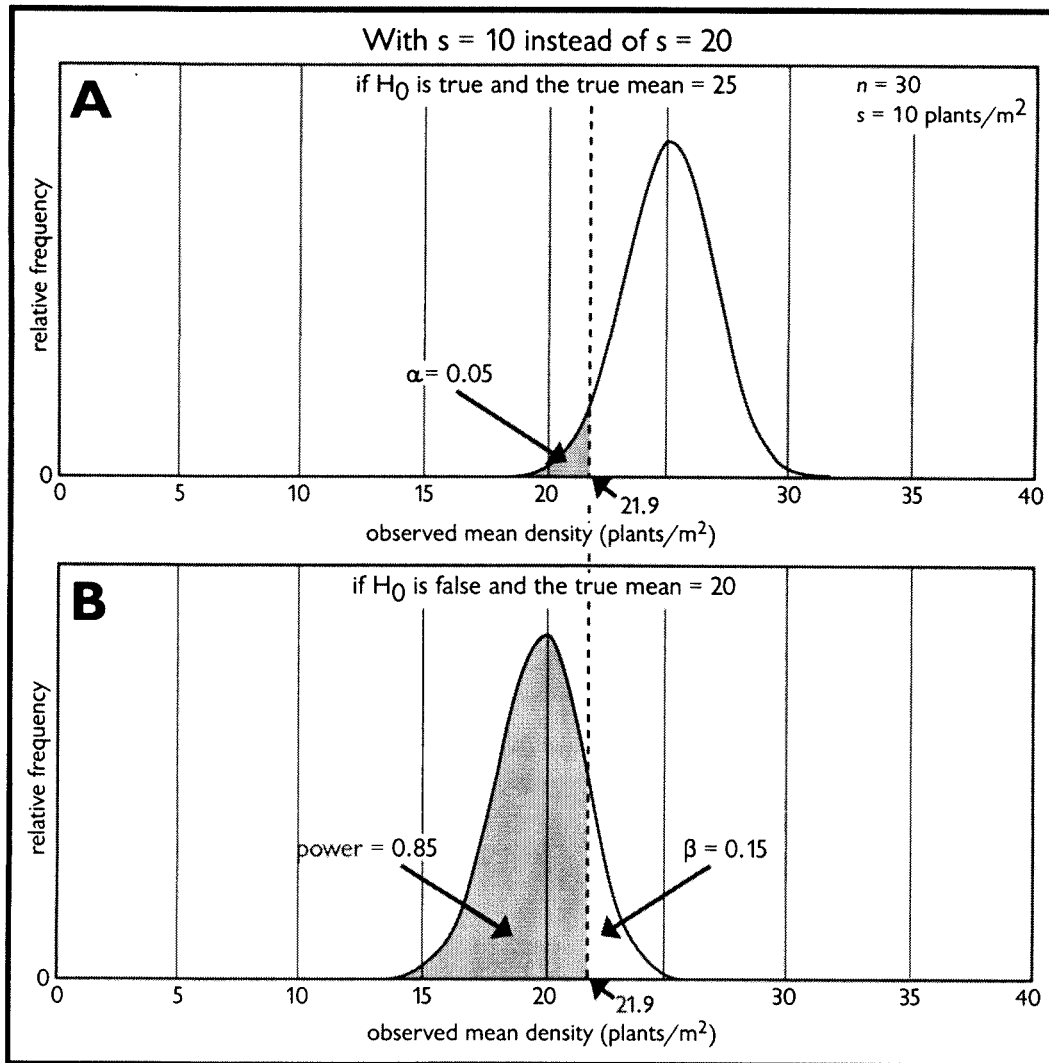 With s = 10 instead of s = 20
A
if H0 is true and the true mean = 25
n = 30
s = 10 plants/m2
relative frequency
α = 0.05
0
0 5 10 15 20 30 35 40
21.9
observed mean density (plants/m2)
B
if H0 is false and the true mean = 20
relative frequency
power = 0.85
β = 0.15
0
0 5 10 15 20 30 35 40
21.9
observed mean density (plants/m2)